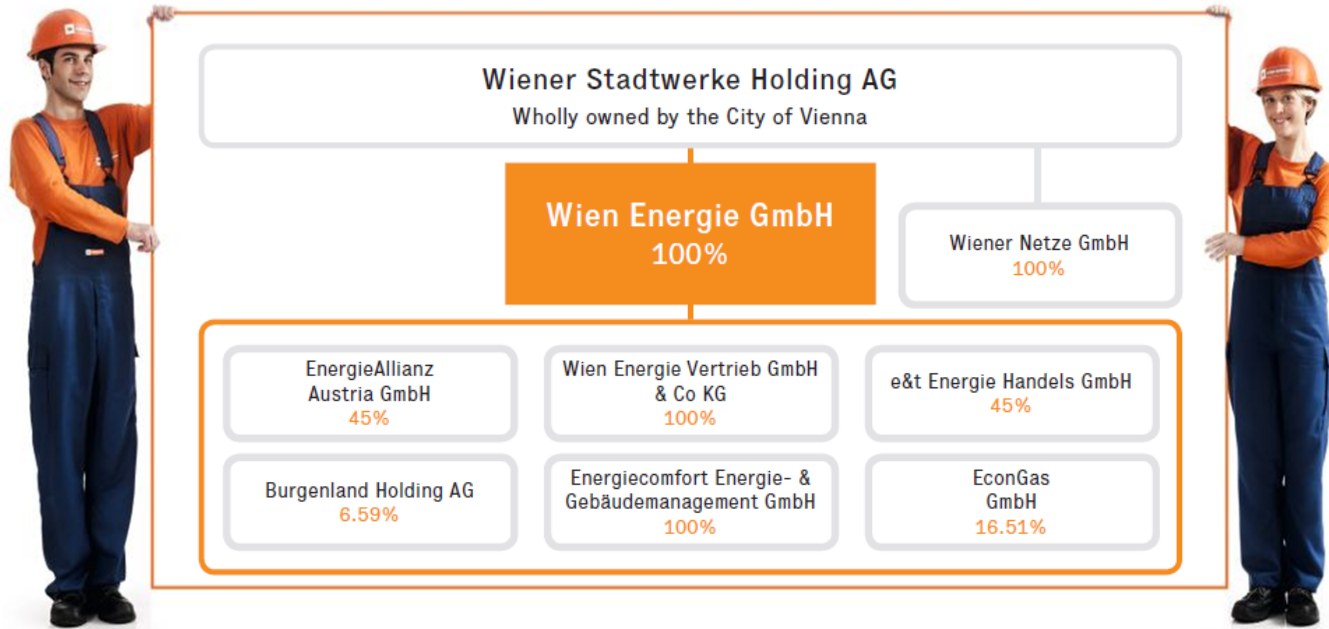 Wiener Stadtwerke Holding AG
Wholly owned by the City of Vienna
Wien Energie GmbH
100%
Wiener Netze GmbH
100%
EnergieAllianz
Austria GmbH
45%
Wien Energie Vertrieb GmbH
& Co KG
100%
e&t Energie Handels GmbH
45%
Burgenland Holding AG
6.59%
Energiecomfort Energie- &
Gebäudemanagement GmbH
100%
EconGas
GmbH
16.51%